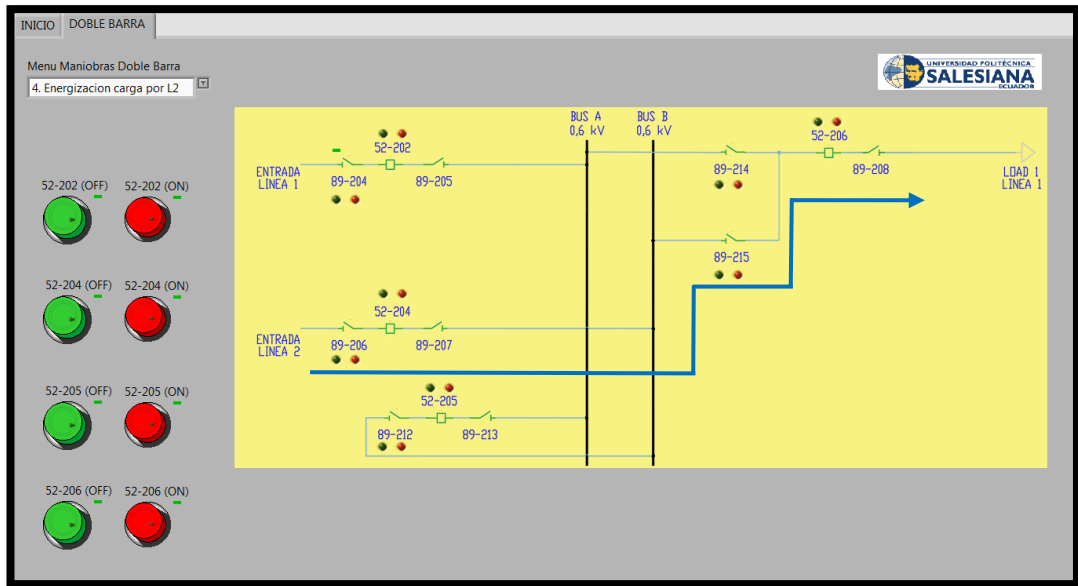 INICIO
DOBLE BARRA
Menu Maniobras Doble Barra
4. Energizacion carga por L2
UNIVERSIDAD POLITÉCNICA
SALESIANA
ECUADOR
BUS A
0,6 kV
BUS B
0,6 kV
52-202
52-206
ENTRADA
LINEA 1
89-204
89-205
89-214
89-208
LOAD 1
LINEA 1
52-202 (OFF)
52-202 (ON)
89-215
52-204 (OFF)
52-204 (ON)
52-204
ENTRADA
LINEA 2
89-206
89-207
52-205 (OFF)
52-205 (ON)
52-205
89-212
89-213
52-206 (OFF)
52-206 (ON)